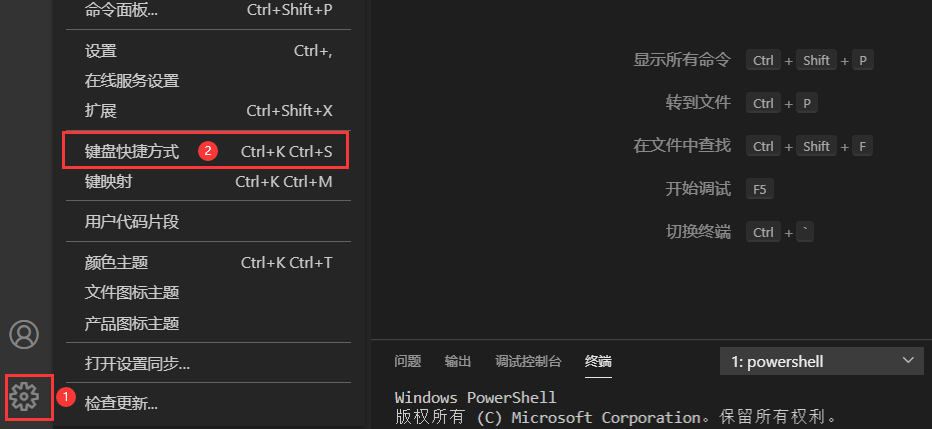 命令面板... Ctrl+Shift+P
设置 Ctrl+,
在线服务设置
扩展 Ctrl+Shift+X
键盘快捷方式 2 Ctrl+K Ctrl+S
键映射 Ctrl+K Ctrl+M
用户代码片段
颜色主题 Ctrl+K Ctrl+T
文件图标主题
产品图标主题
打开设置同步...
1 检查更新...
显示所有命令 Ctrl + Shift + P
转到文件 Ctrl + P
在文件中查找 Ctrl + Shift + F
开始调试 F5
切换终端 Ctrl + `
问题 输出 调试控制台 终端 1: powershell
Windows PowerShell
版权所有 (C) Microsoft Corporation。保留所有权利。